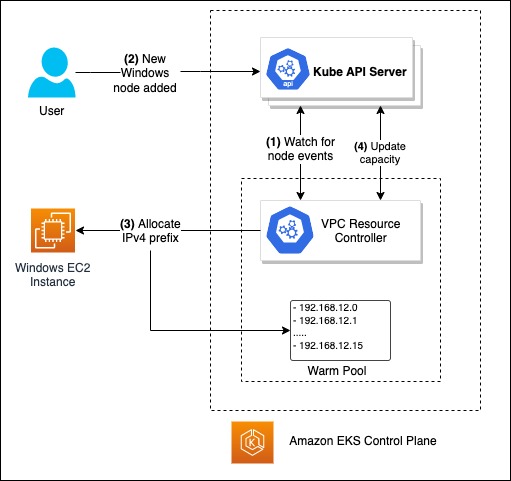 (2) New
Windows
node added
User
api
Kube API Server
(1) Watch for
node events
(4) Update
capacity
(3) Allocate
IPv4 prefix
VPC Resource
Controller
Windows EC2
Instance
- 192.168.12.0
- 192.168.12.1
.....
- 192.168.12.15
Warm Pool
K
Amazon EKS Control Plane